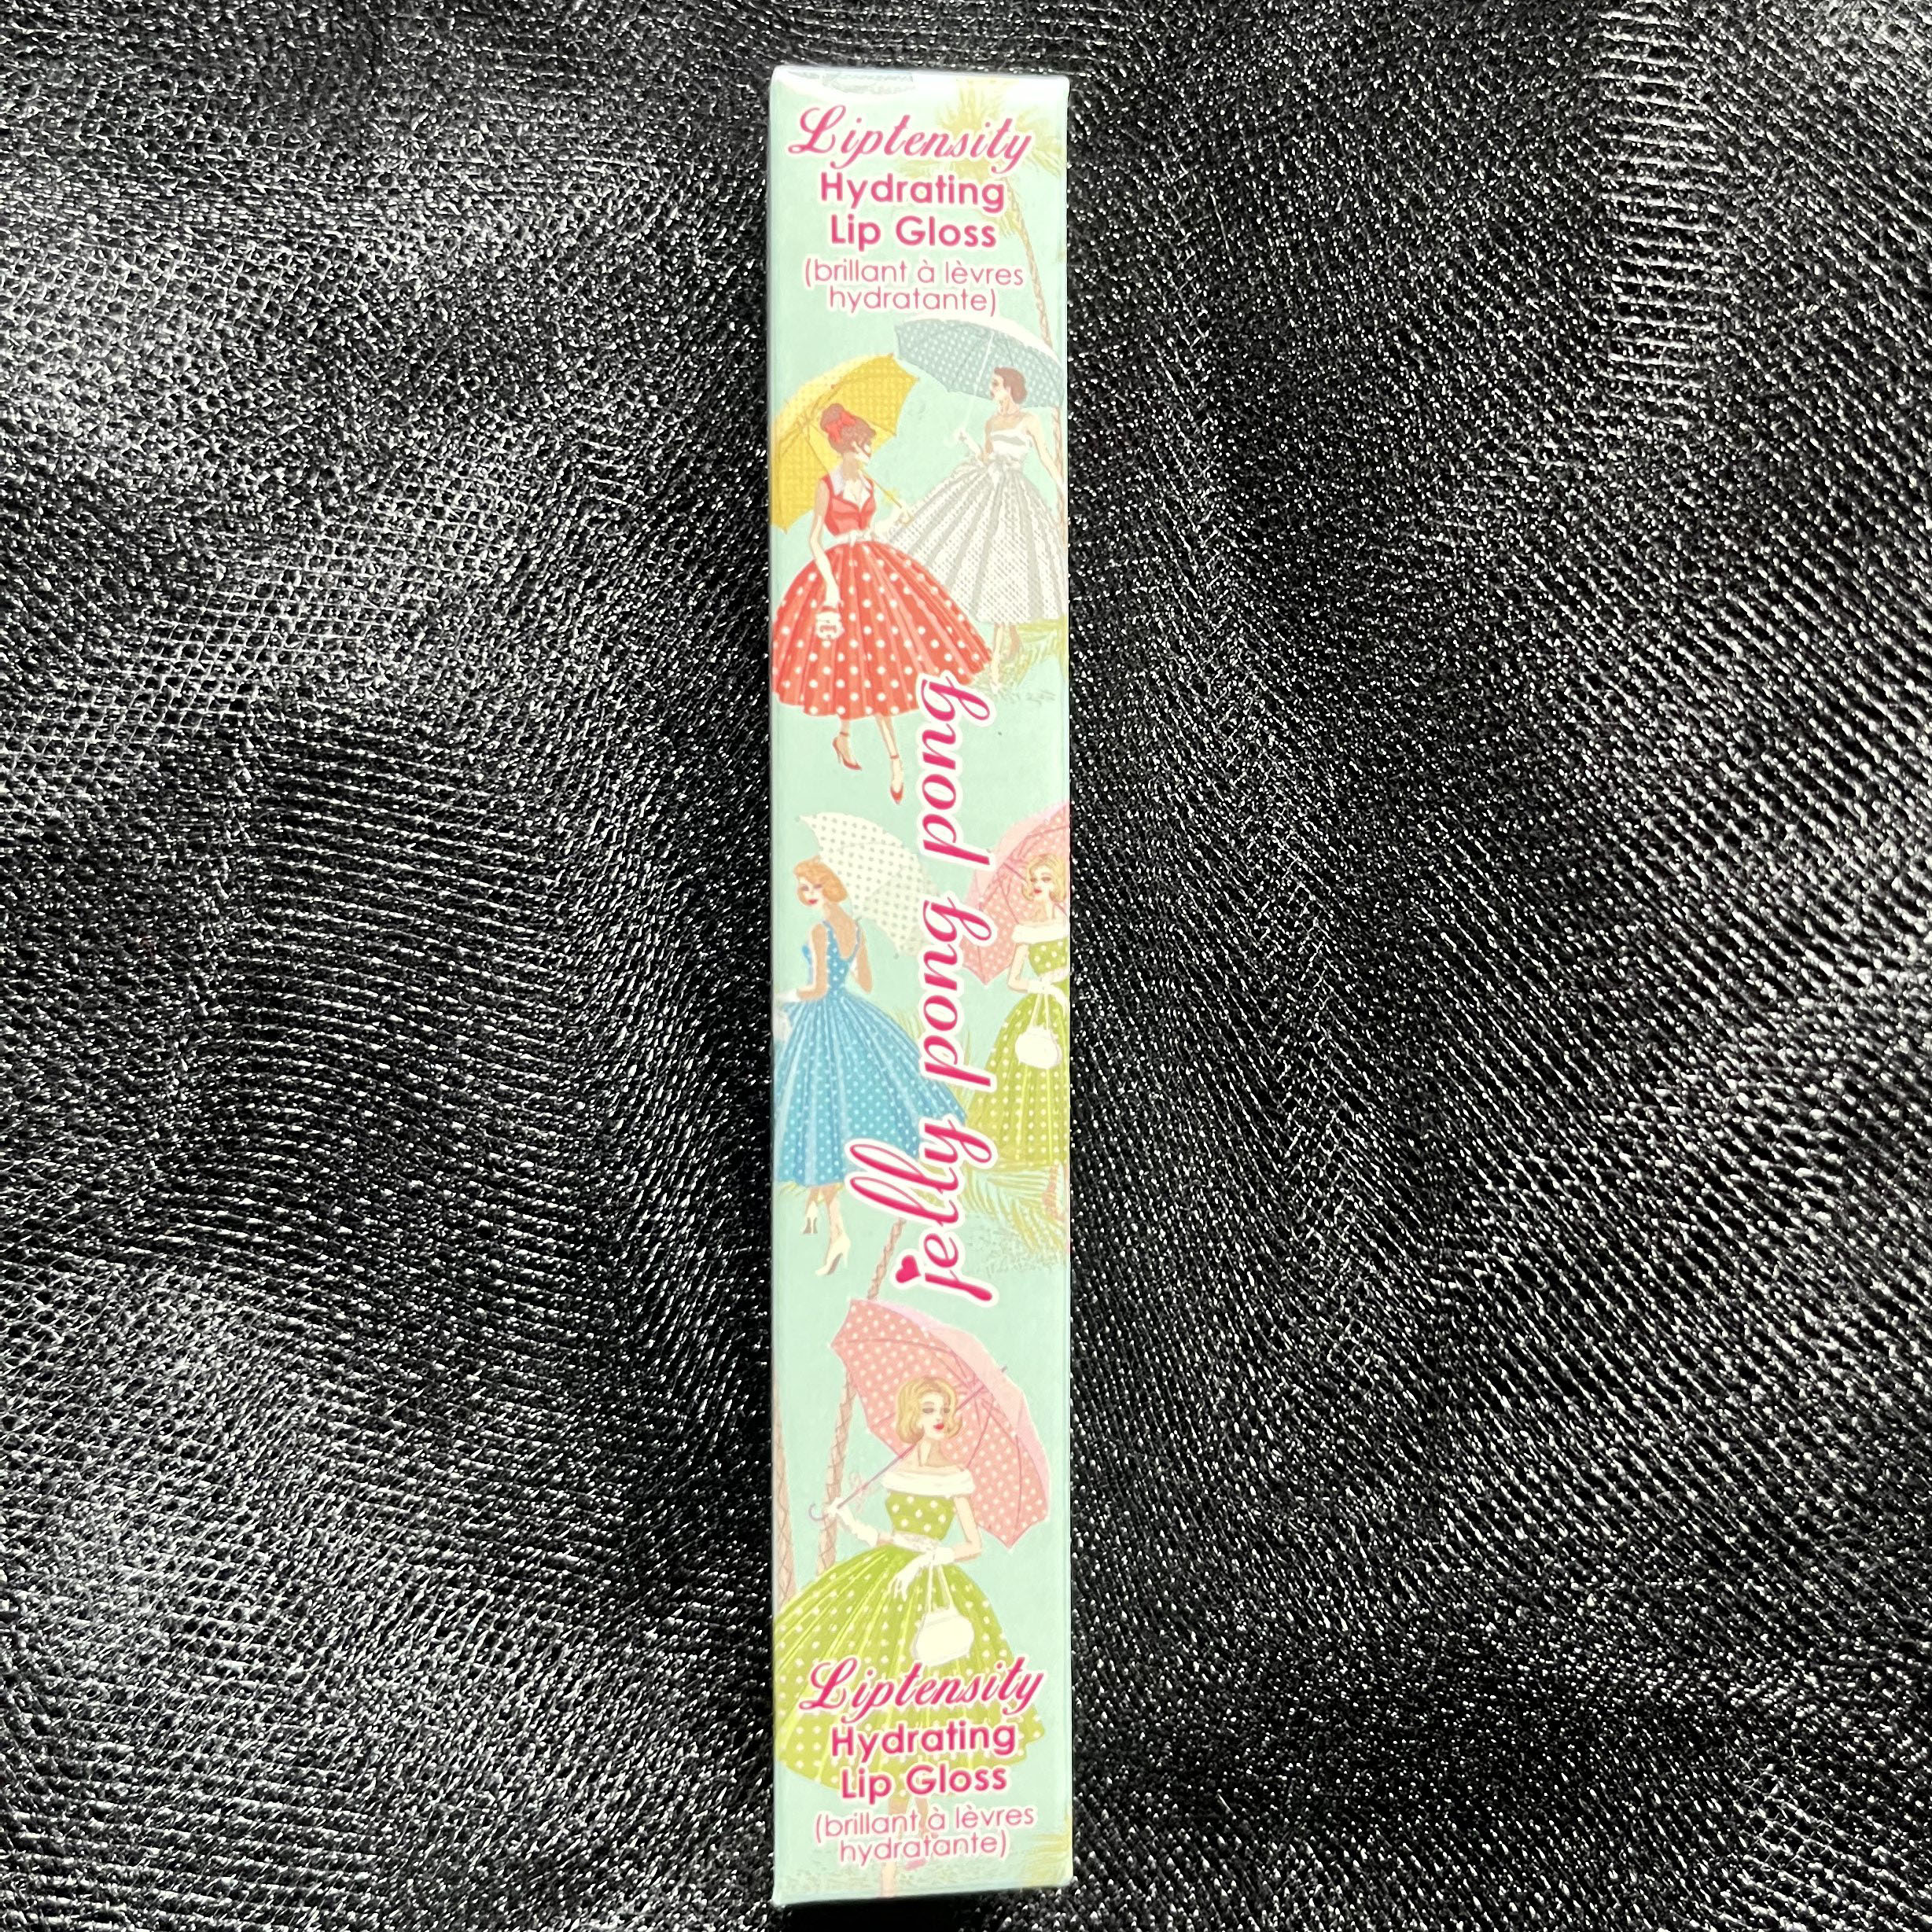 Liptensity
Hydrating
Lip Gloss
(brillant à lèvres
hydratante)
jelly pong pong
Liptensity
Hydrating
Lip Gloss
(brillant à lèvres
hydratante)